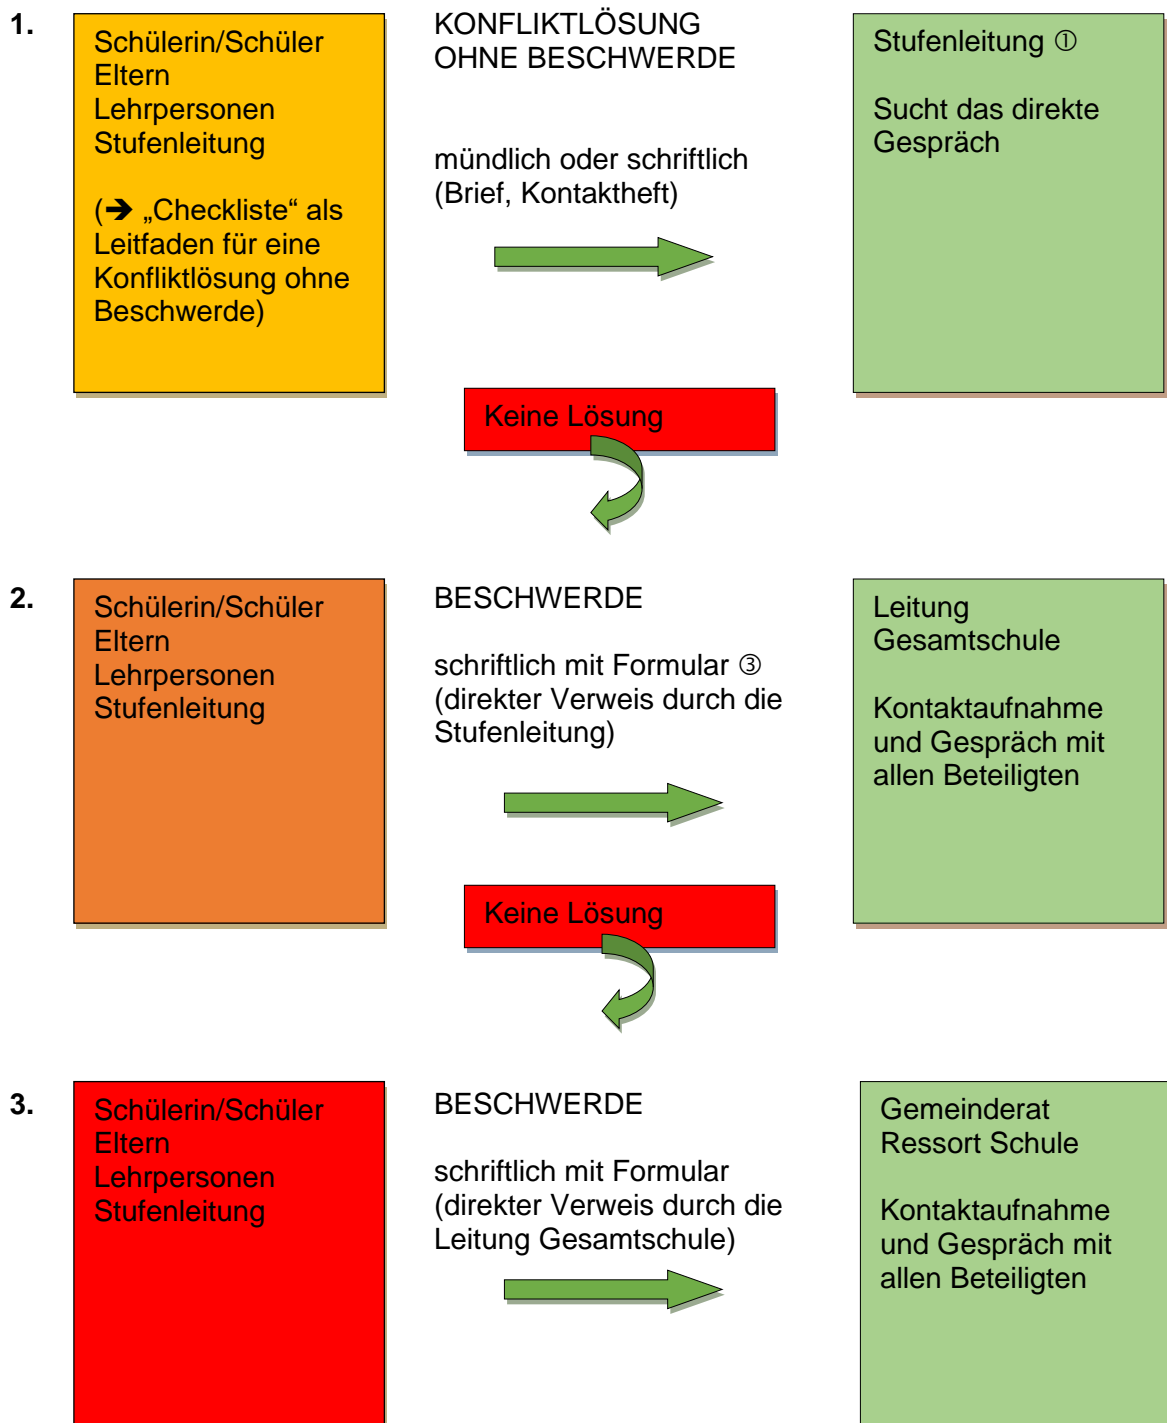 1.
Schülerin/Schüler
Eltern
Lehrpersonen
Stufenleitung
(➔ „Checkliste“ als
Leitfaden für eine
Konfliktlösung ohne
Beschwerde)
KONFLIKTLÖSUNG
OHNE BESCHWERDE
mündlich oder schriftlich
(Brief, Kontaktheft)
Stufenleitung ①
Sucht das direkte
Gespräch
Keine Lösung
2.
Schülerin/Schüler
Eltern
Lehrpersonen
Stufenleitung
BESCHWERDE
schriftlich mit Formular ③
(direkter Verweis durch die
Stufenleitung)
Leitung
Gesamtschule
Kontaktaufnahme
und Gespräch mit
allen Beteiligten
Keine Lösung
3.
Schülerin/Schüler
Eltern
Lehrpersonen
Stufenleitung
BESCHWERDE
schriftlich mit Formular
(direkter Verweis durch die
Leitung Gesamtschule)
Gemeinderat
Ressort Schule
Kontaktaufnahme
und Gespräch mit
allen Beteiligten